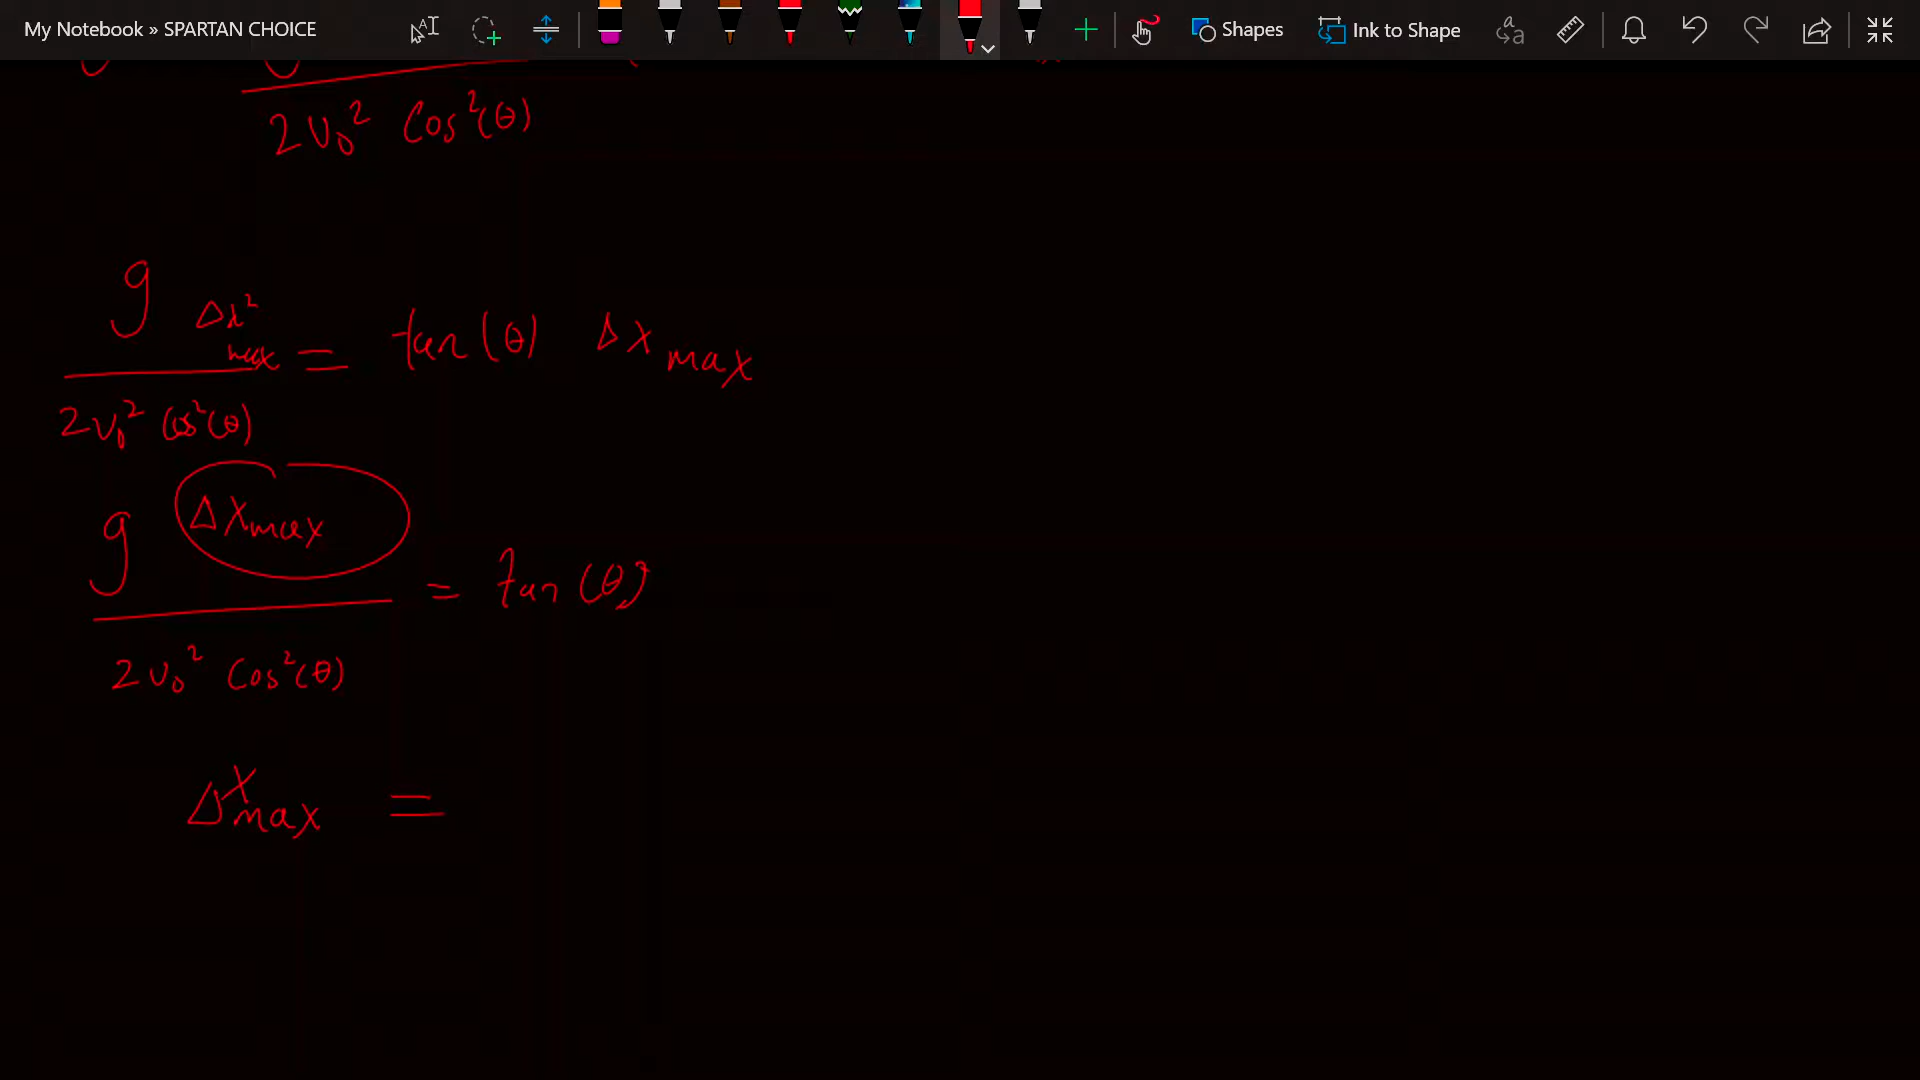 My Notebook » SPARTAN CHOICE
Shapes
Ink to Shape
2v₀² Cos²(θ)
g Δx²max = tan(θ) Δx max
2v₀² Cos²(θ)
g Δxmax = tan(θ)
2v₀² Cos²(θ)
Δxmax =